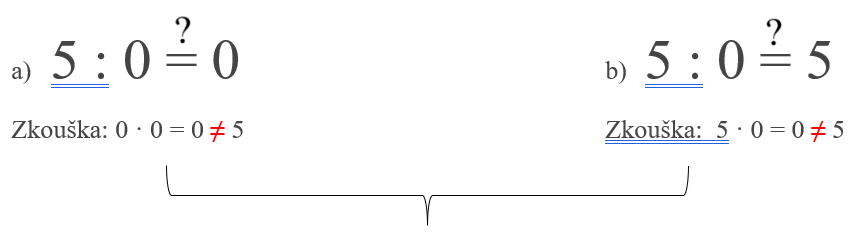 a) 5 : 0 ≟ 0
Zkouška: 0 · 0 = 0 ≠ 5
b) 5 : 0 ≟ 5
Zkouška: 5 · 0 = 0 ≠ 5